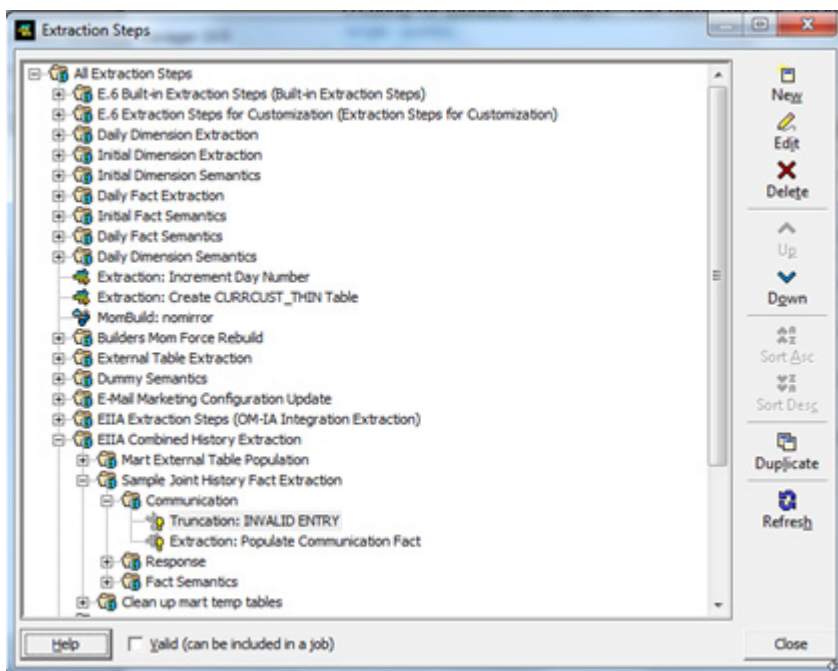 Extraction Steps
All Extraction Steps
E.6 Built-in Extraction Steps (Built-in Extraction Steps)
E.6 Extraction Steps for Customization (Extraction Steps for Customization)
Daily Dimension Extraction
Initial Dimension Extraction
Initial Dimension Semantics
Daily Fact Extraction
Initial Fact Semantics
Daily Fact Semantics
Daily Dimension Semantics
Extraction: Increment Day Number
Extraction: Create CURRCUST_THIN Table
MomBuild: nomirror
Builders Mom Force Rebuild
External Table Extraction
Dummy Semantics
E-Mail Marketing Configuration Update
EIIA Extraction Steps (OM-IA Integration Extraction)
EIIA Combined History Extraction
Mart External Table Population
Sample Joint History Fact Extraction
Communication
Truncation: INVALID ENTRY
Extraction: Populate Communication Fact
Response
Fact Semantics
Clean up mart temp tables
New
Edit
Delete
Up
Down
Sort Asc
Sort Desc
Duplicate
Refresh
Help
Valid (can be included in a job)
Close